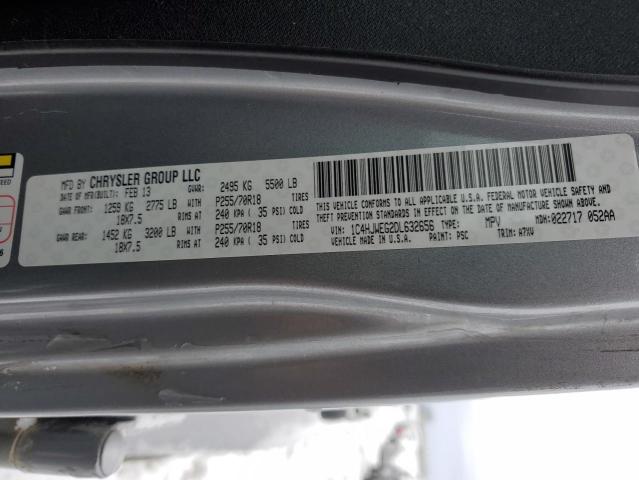 EED
MFD BY CHRYSLER GROUP LLC
DATE OF MFR(BUILT): FEB 13 GVWR: 2495 KG 5500 LB
GAWR FRONT: 1259 KG 2775 LB WITH P255/70R18 TIRES
18X7.5 RIMS AT 240 KPA ( 35 PSI) COLD
GAWR REAR: 1452 KG 3200 LB WITH P255/70R18 TIRES
18X7.5 RIMS AT 240 KPA ( 35 PSI) COLD
THIS VEHICLE CONFORMS TO ALL APPLICABLE U.S.A. FEDERAL MOTOR VEHICLE
SAFETY, BUMPER, AND THEFT PREVENTION STANDARDS IN EFFECT ON THE DATE OF MANUFACTURE SHOWN ABOVE.
VIN: 1C4HJWEG2DL632656 TYPE: MPV MDH: 022717 052AA
VEHICLE MADE IN U.S.A. PAINT: PSC TRIM: A7XV